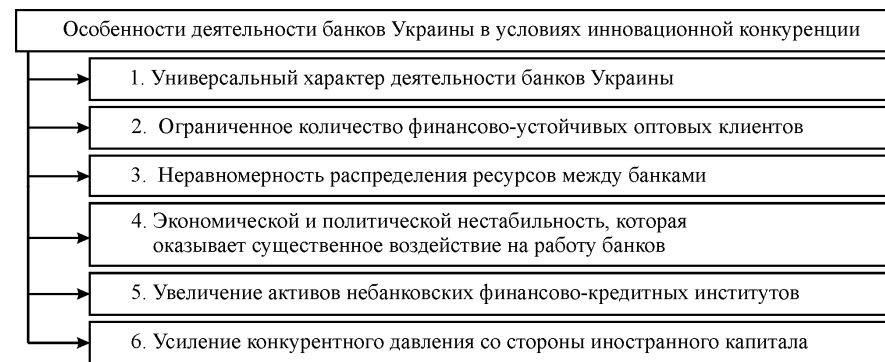 Особенности деятельности банков Украины в условиях инновационной конкуренции
1. Универсальный характер деятельности банков Украины
2. Ограниченное количество финансово-устойчивых оптовых клиентов
3. Неравномерность распределения ресурсов между банками
4. Экономической и политической нестабильность, которая
оказывает существенное воздействие на работу банков
5. Увеличение активов небанковских финансово-кредитных институтов
6. Усиление конкурентного давления со стороны иностранного капитала